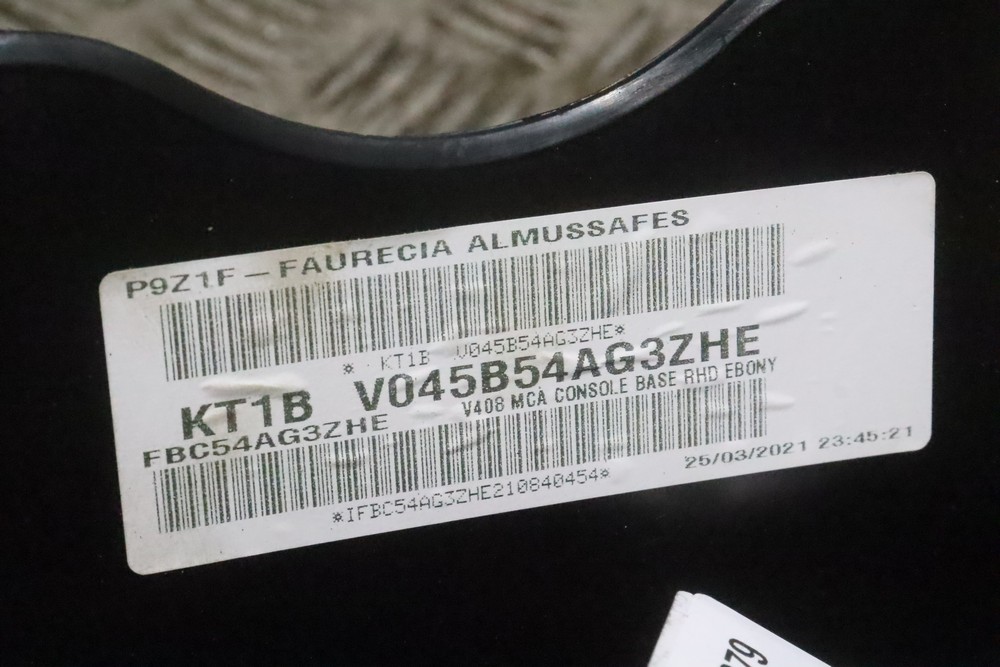 P9Z1F – FAURECIA ALMUSSAFES
* KT1B V045B54AG3ZHE*
KT1B V045B54AG3ZHE
V408 MCA CONSOLE BASE RHD EBONY
FBC54AG3ZHE
25/03/2021 23:45:21
*IFBC54AG3ZHE210840454*
79